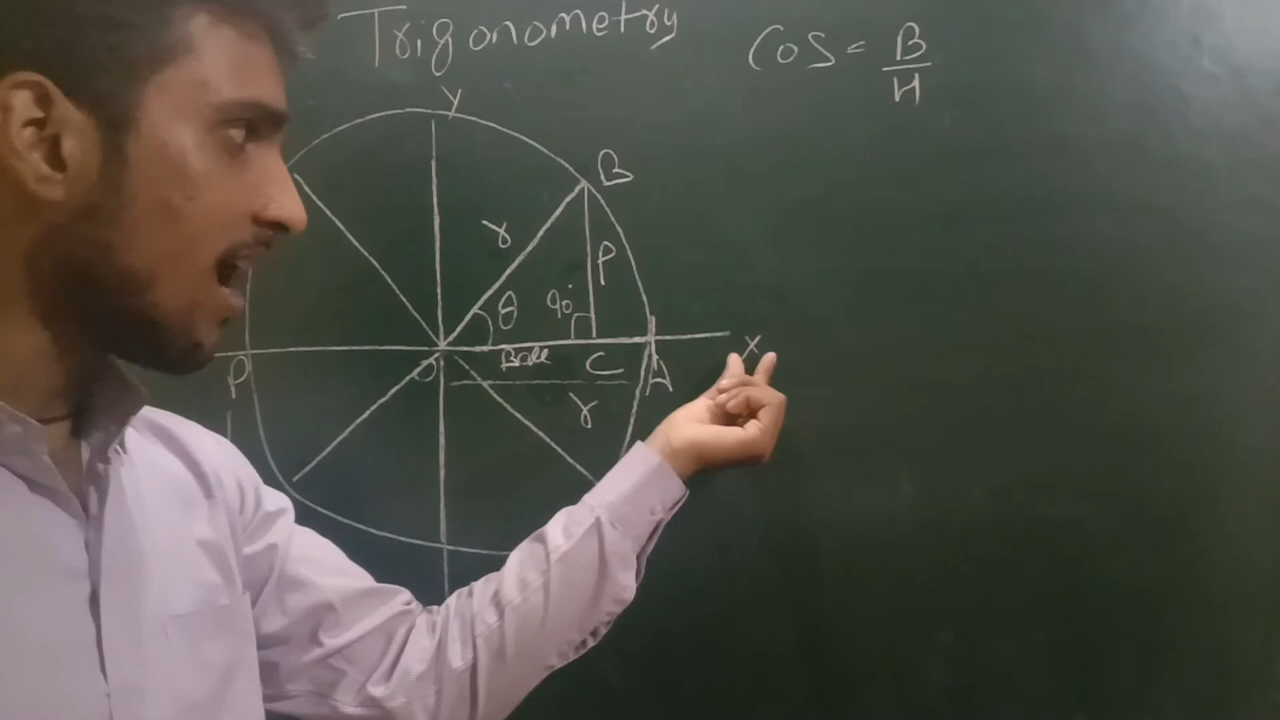 Trigonometry
Cos = B/H
Y
B
r
P
θ
90°
X
Base
C
P
O
A
r